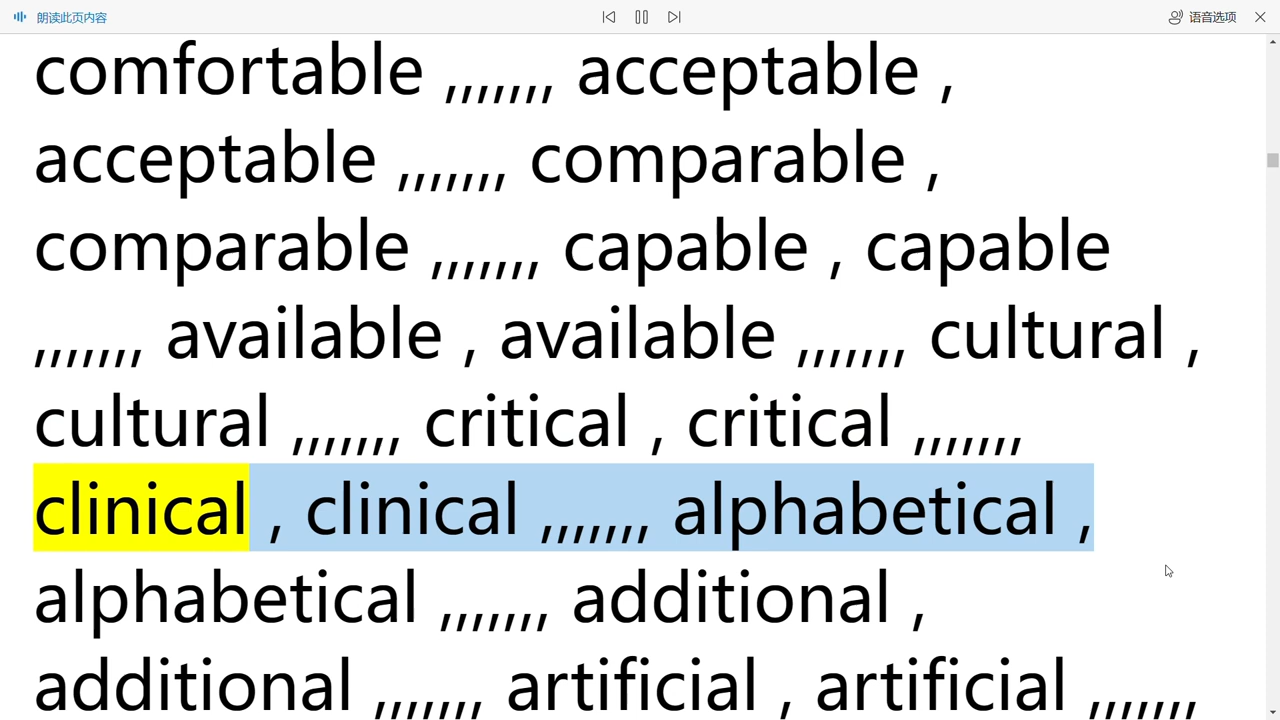 朗读此页内容 语音选项
comfortable ,,,,,,, acceptable ,
acceptable ,,,,,,, comparable ,
comparable ,,,,,,, capable , capable
,,,,,,, available , available ,,,,,,, cultural ,
cultural ,,,,,,, critical , critical ,,,,,,,
clinical , clinical ,,,,,,, alphabetical ,
alphabetical ,,,,,,, additional ,
additional ,,,,,,, artificial , artificial ,,,,,,,